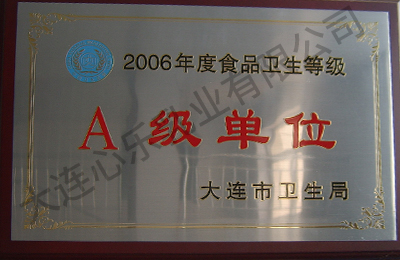 2006年度食品卫生等级
A级单位
大连市卫生局
大连心乐乳业有限公司